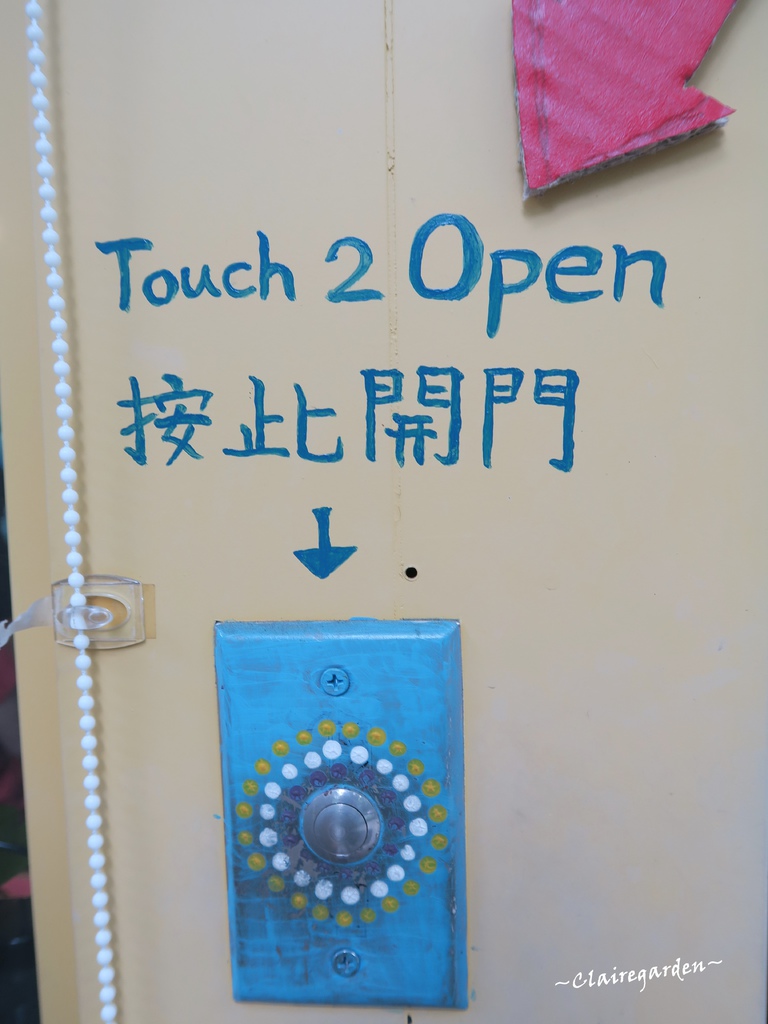 Touch 2 Open
按此開門
~Clairegarden~